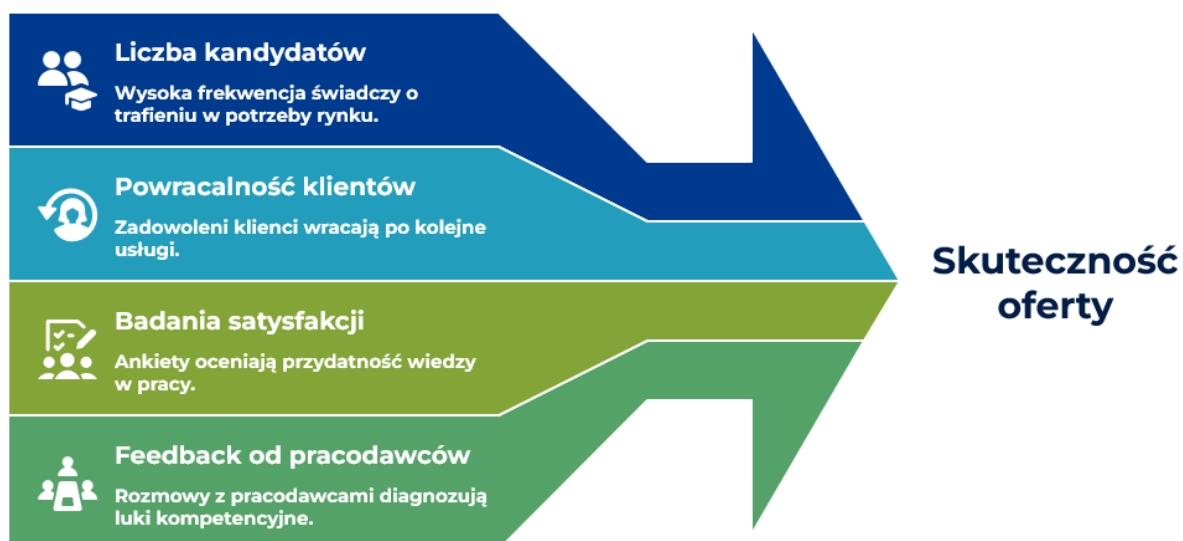 Liczba kandydatów
Wysoka frekwencja świadczy o
trafieniu w potrzeby rynku.
Powracalność klientów
Zadowoleni klienci wracają po kolejne
usługi.
Badania satysfakcji
Ankiety oceniają przydatność wiedzy
w pracy.
Feedback od pracodawców
Rozmowy z pracodawcami diagnozują
luki kompetencyjne.
Skuteczność
oferty